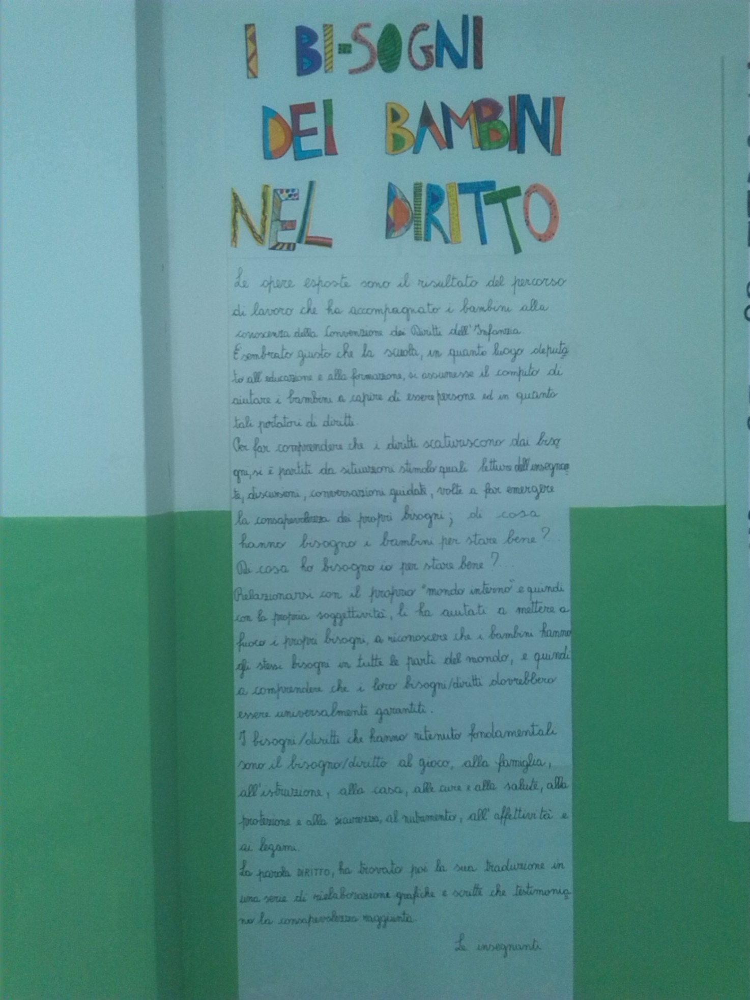 I BI-SOGNI
DEI BAMBINI
NEL DIRITTO
Le opere esposte sono il risultato del percorso
di lavoro che ha accompagnato i bambini alla
conoscenza della Convenzione dei Diritti dell'Infanzia.
È sembrato giusto che la scuola, in quanto luogo deputa
to all'educazione e alla formazione, si assumesse il compito di
aiutare i bambini a capire di essere persone ed in quanto
tali portatori di diritti.
Per far comprendere che i diritti scaturiscono dai biso
gni, si è partiti da situazioni stimolo quali letture dell'insegnan
te, discussioni, conversazioni guidate, volte a far emergere
la consapevolezza dei propri bisogni; di cosa
hanno bisogno i bambini per stare bene?...
Di cosa ho bisogno io per stare bene?...
Relazionarsi con il proprio "mondo interno" e quindi
con la propria soggettività, li ha aiutati a mettere a
fuoco i propri bisogni, a riconoscere che i bambini hanno
gli stessi bisogni in tutte le parti del mondo, e quindi
a comprendere che i loro bisogni/diritti dovrebbero
essere universalmente garantiti.
I bisogni/diritti che hanno ritenuto fondamentali
sono il bisogno/diritto al gioco, alla famiglia,
all'istruzione, alla casa, alle cure e alla salute, alla
protezione e alla sicurezza, al nutrimento, all'affettività e
ai legami.
La parola DIRITTO, ha trovato poi la sua traduzione in
una serie di rielaborazione grafiche e scritte che testimonia
no la consapevolezza raggiunta.
Le insegnanti